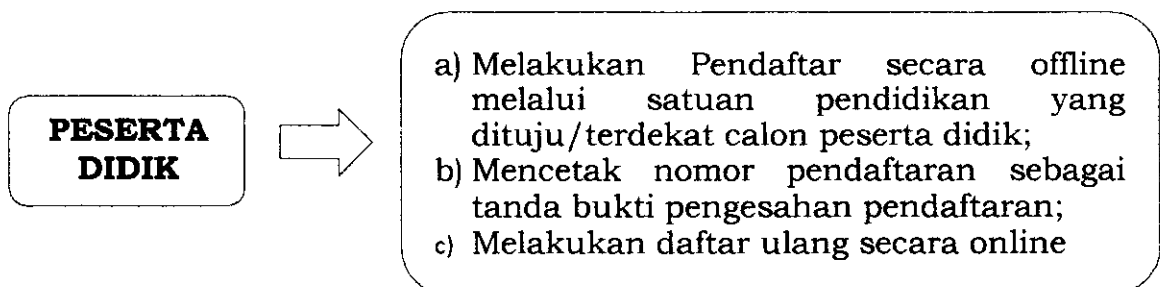 PESERTA
DIDIK
a) Melakukan Pendaftar secara offline
melalui satuan pendidikan yang
dituju/terdekat calon peserta didik;
b) Mencetak nomor pendaftaran sebagai
tanda bukti pengesahan pendaftaran;
c) Melakukan daftar ulang secara online